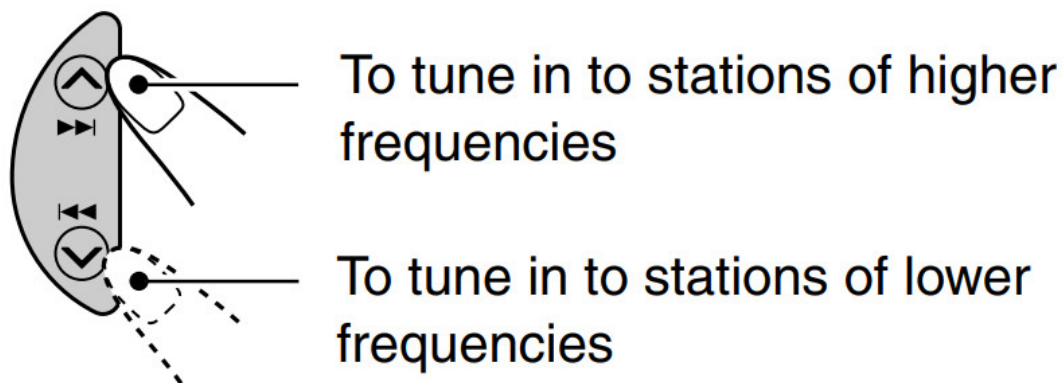 To tune in to stations of higher
frequencies
To tune in to stations of lower
frequencies